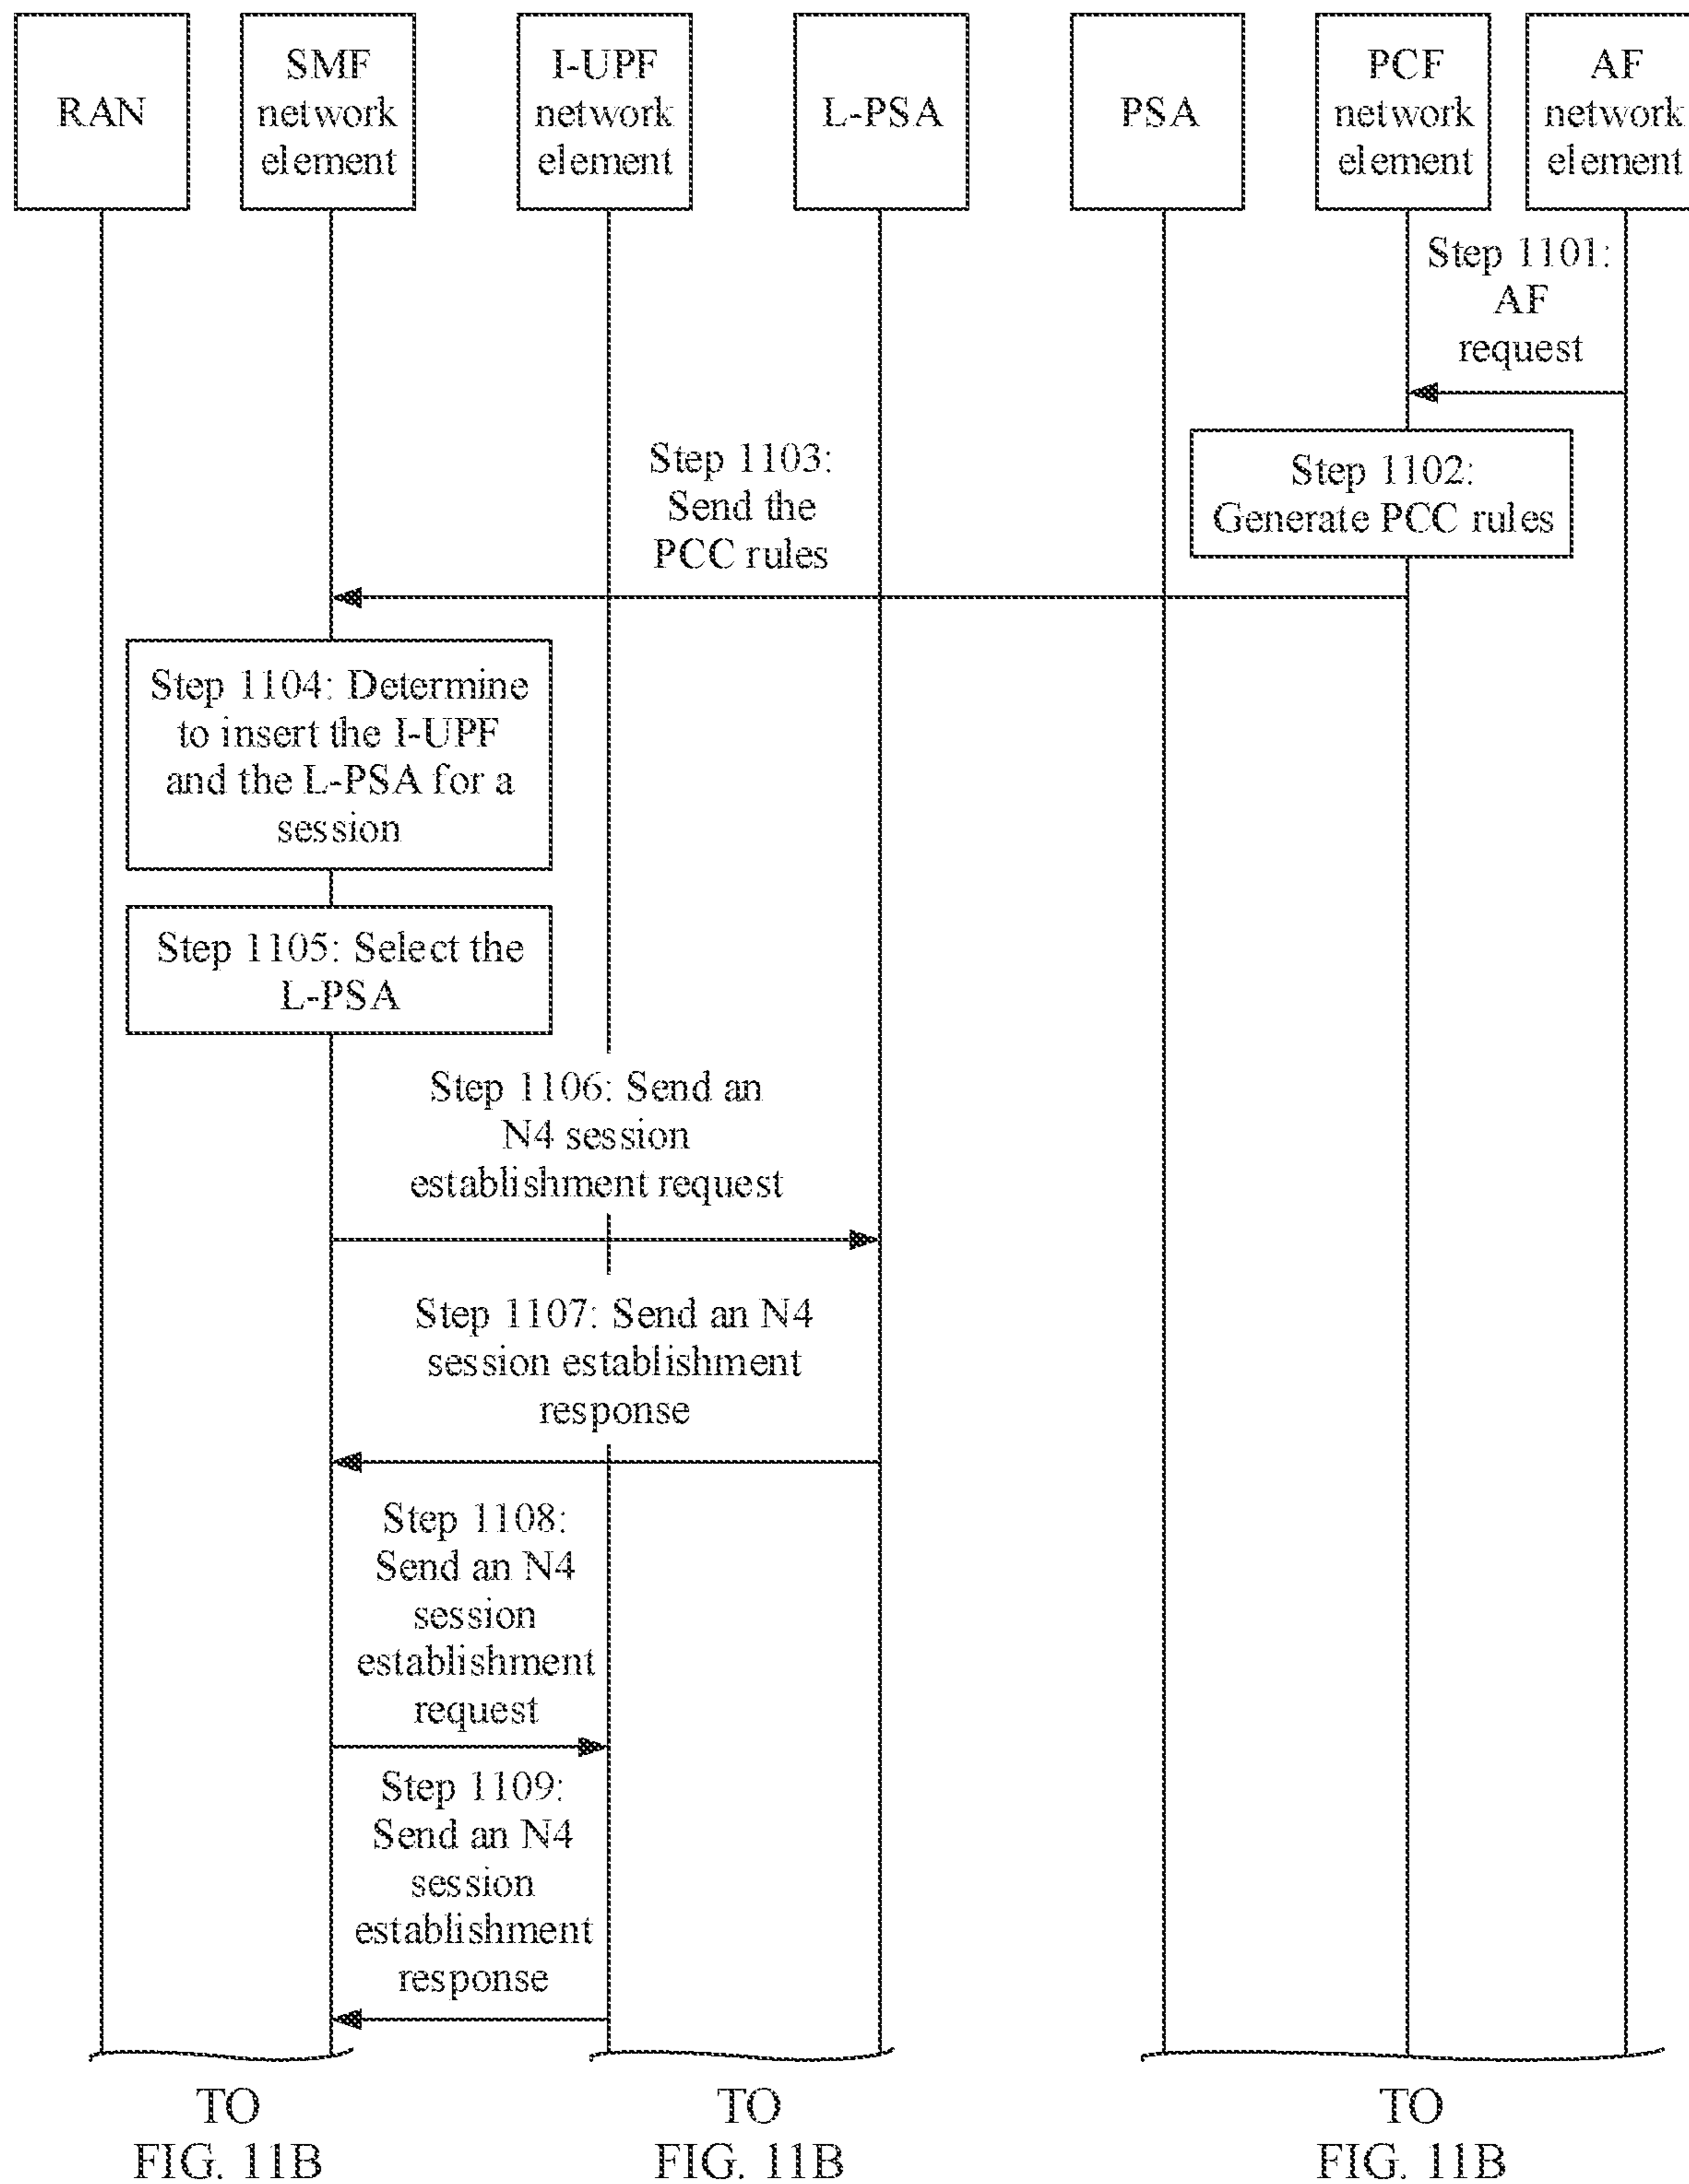 RAN
SMF
network
element
I-UPF
network
element
L-PSA
PSA
PCF
network
element
AF
network
element
Step 1101:
AF
request
Step 1102:
Generate PCC rules
Step 1103:
Send the
PCC rules
Step 1104: Determine
to insert the I-UPF
and the L-PSA for a
session
Step 1105: Select the
L-PSA
Step 1106: Send an
N4 session
establishment request
Step 1107: Send an N4
session establishment
response
Step 1108:
Send an N4
session
establishment
request
Step 1109:
Send an N4
session
establishment
response
TO
FIG. 11B
TO
FIG. 11B
TO
FIG. 11B